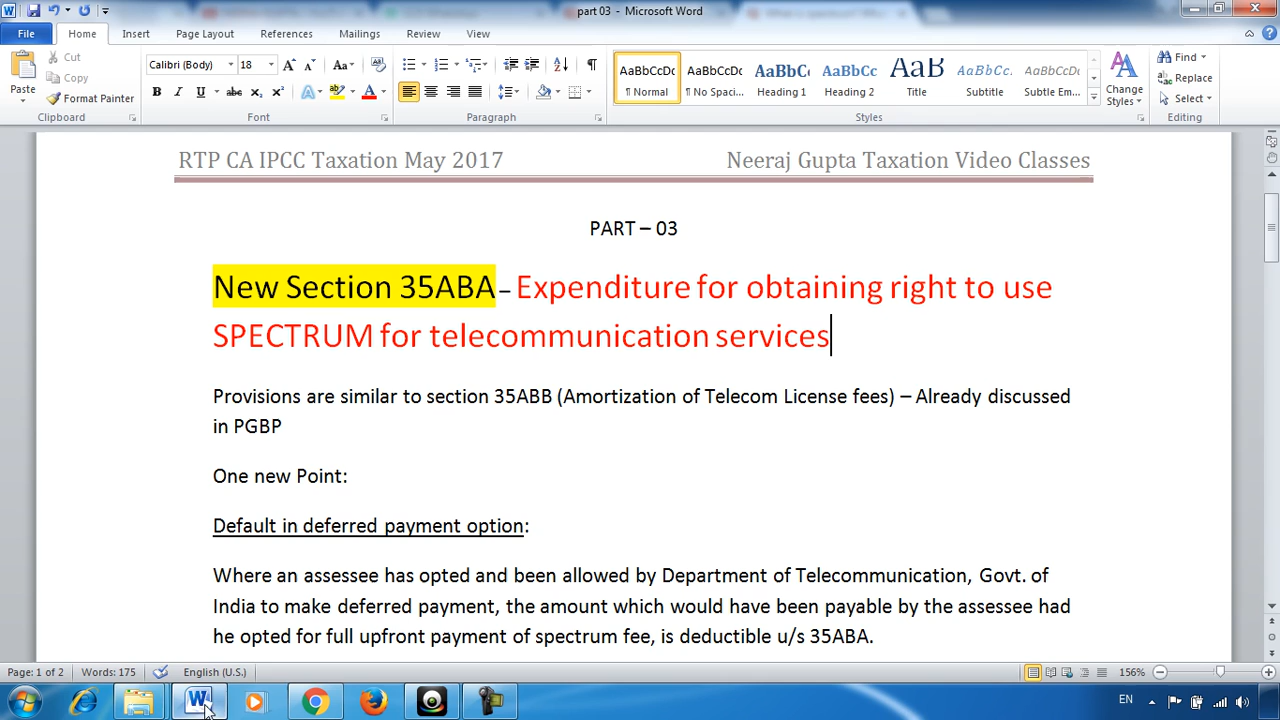 part 03 - Microsoft Word
File Home Insert Page Layout References Mailings Review View
Cut
Copy
Format Painter
Paste
Clipboard
Calibri (Body) 18
Font
Paragraph
AaBbCcDc AaBbCcDc AaBbCc AaBbCc AaB AaBbCc. AaBbCcDc
¶ Normal ¶ No Spaci... Heading 1 Heading 2 Title Subtitle Subtle Em...
Change Styles
Styles
Find
Replace
Select
Editing
RTP CA IPCC Taxation May 2017 Neeraj Gupta Taxation Video Classes
PART – 03
New Section 35ABA – Expenditure for obtaining right to use
SPECTRUM for telecommunication services
Provisions are similar to section 35ABB (Amortization of Telecom License fees) – Already discussed
in PGBP
One new Point:
Default in deferred payment option:
Where an assessee has opted and been allowed by Department of Telecommunication, Govt. of
India to make deferred payment, the amount which would have been payable by the assessee had
he opted for full upfront payment of spectrum fee, is deductible u/s 35ABA.
Page: 1 of 2 Words: 175 English (U.S.) 156%
EN